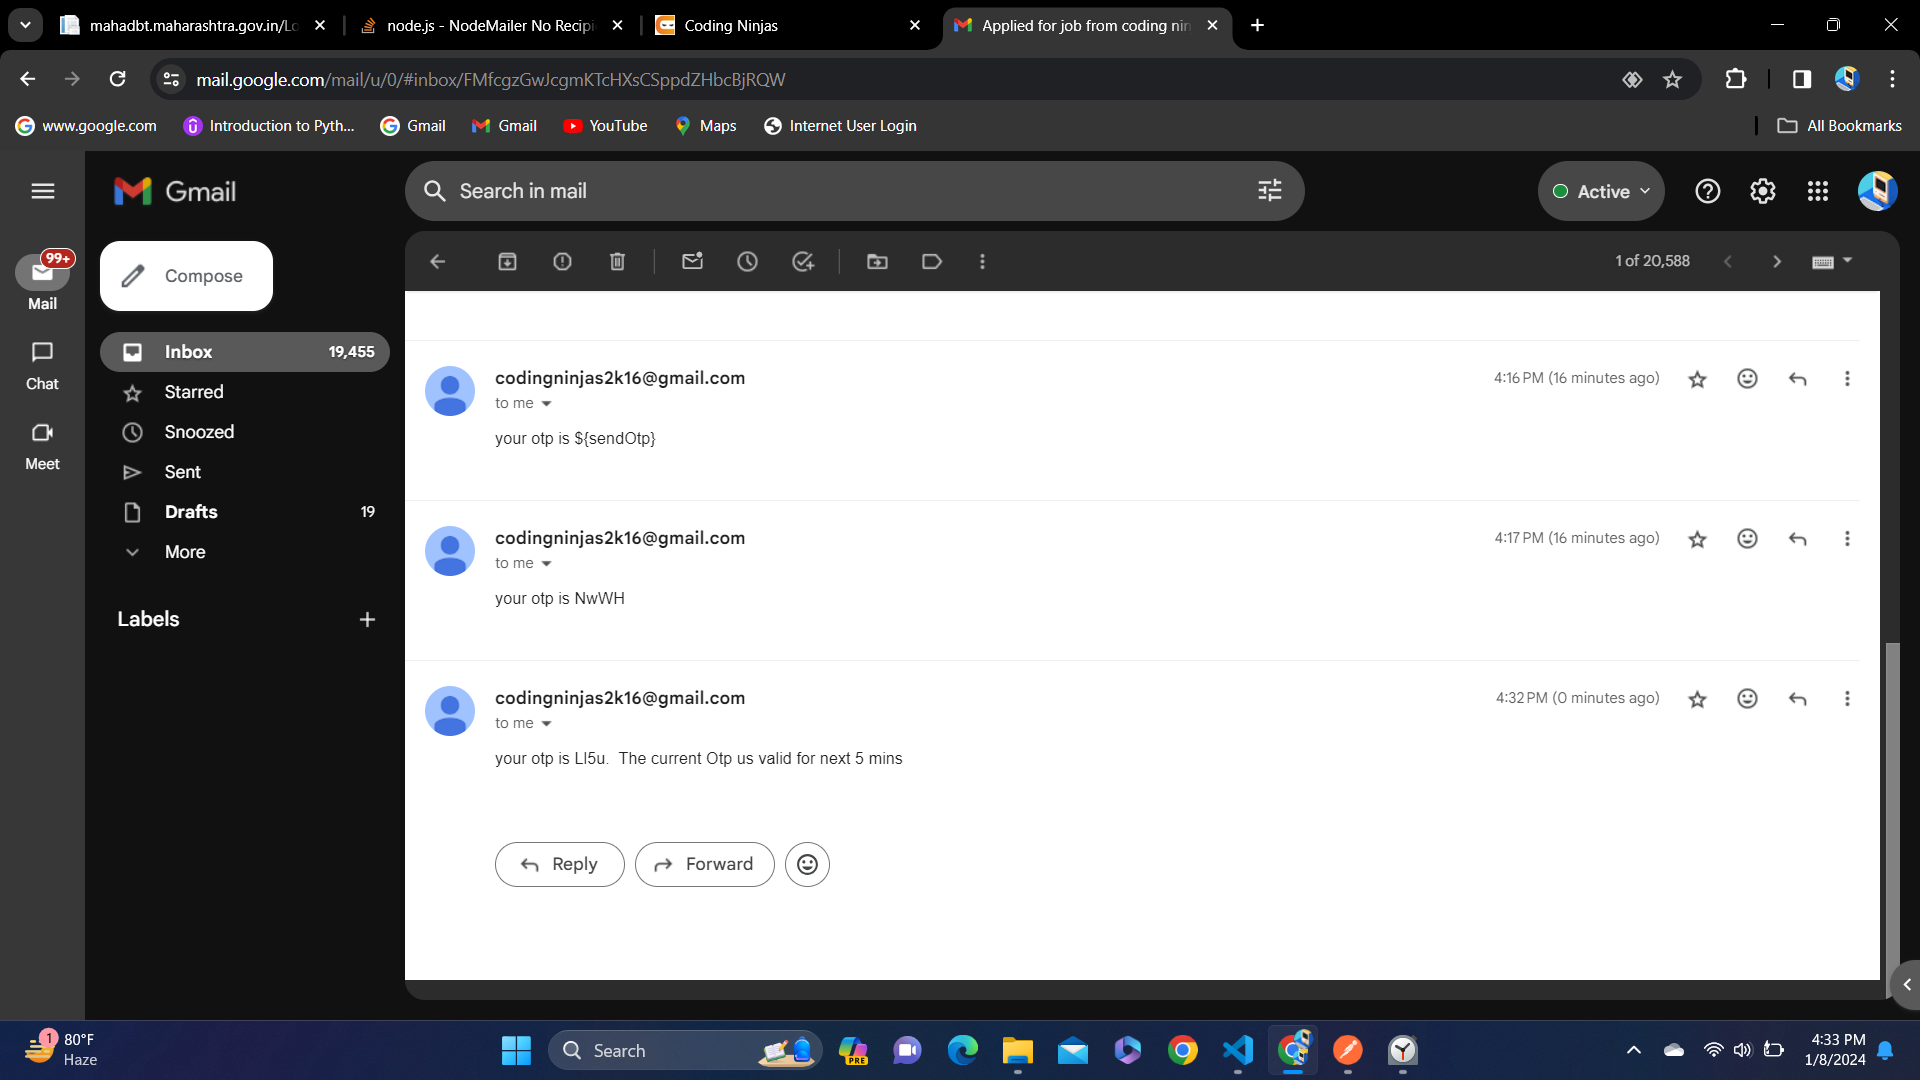 mahadbt.maharashtra.gov.in/Lo
node.js - NodeMailer No Recipi
Coding Ninjas
Applied for job from coding nin
mail.google.com/mail/u/0/#inbox/FMfcgzGwJcgmKTcHXsCSppdZHbcBjRQW
www.google.com
Introduction to Pyth...
Gmail
Gmail
YouTube
Maps
Internet User Login
All Bookmarks
Gmail
Search in mail
Active
99+
Mail
Chat
Meet
Compose
Inbox 19,455
Starred
Snoozed
Sent
Drafts 19
More
Labels
1 of 20,588
codingninjas2k16@gmail.com 4:16 PM (16 minutes ago)
to me
your otp is ${sendOtp}
codingninjas2k16@gmail.com 4:17 PM (16 minutes ago)
to me
your otp is NwWH
codingninjas2k16@gmail.com 4:32 PM (0 minutes ago)
to me
your otp is Ll5u.  The current Otp us valid for next 5 mins
Reply
Forward
1
80°F
Haze
Search
PRE
4:33 PM
1/8/2024